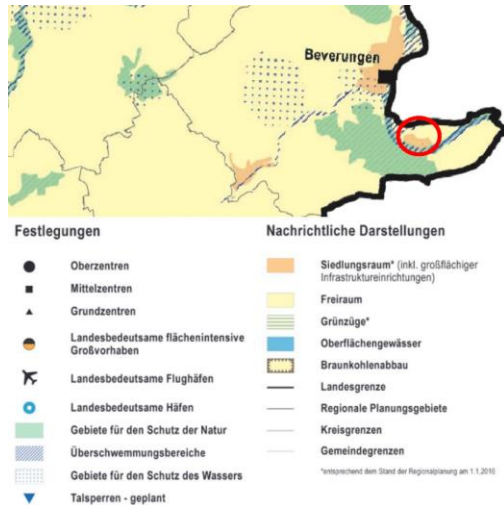 Beverungen
Festlegungen
Oberzentren
Mittelzentren
Grundzentren
Landesbedeutsame flächenintensive
Großvorhaben
Landesbedeutsame Flughäfen
Landesbedeutsame Häfen
Gebiete für den Schutz der Natur
Überschwemmungsbereiche
Gebiete für den Schutz des Wassers
Talsperren - geplant
Nachrichtliche Darstellungen
Siedlungsraum* (inkl. großflächiger
Infrastruktureinrichtungen)
Freiraum
Grünzüge*
Oberflächengewässer
Braunkohlenabbau
Landesgrenze
Regionale Planungsgebiete
Kreisgrenzen
Gemeindegrenzen
*entsprechend dem Stand der Regionalplanung am 1.1.2016